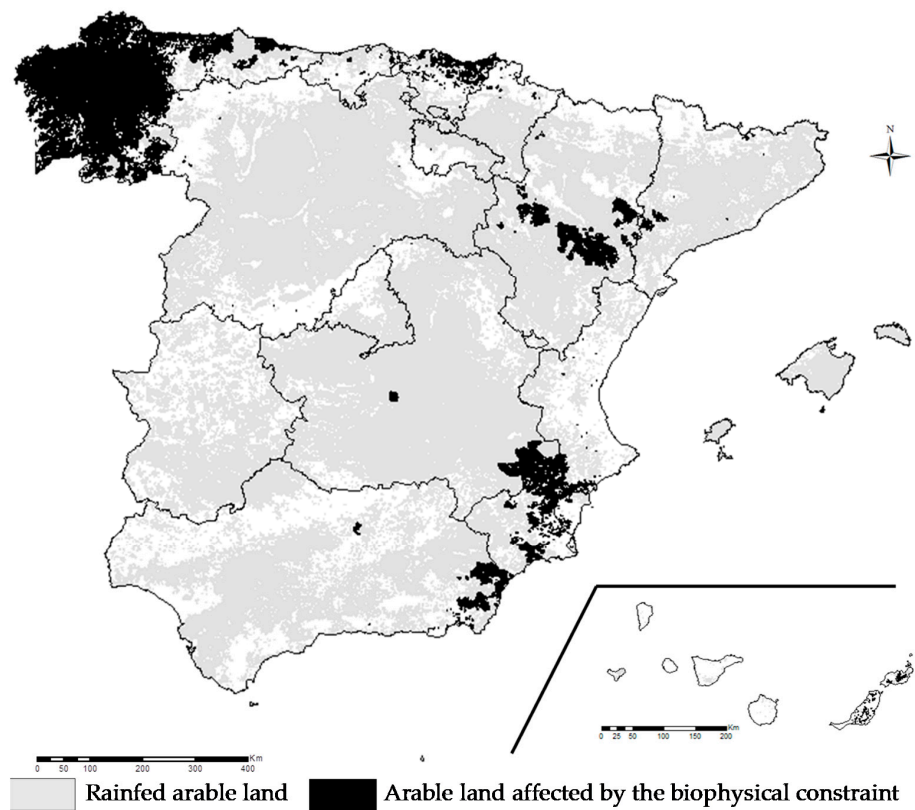 N
Km
0 25 50 100 150 200
Km
0 50 100 200 300 400
Rainfed arable land
Arable land affected by the biophysical constraint